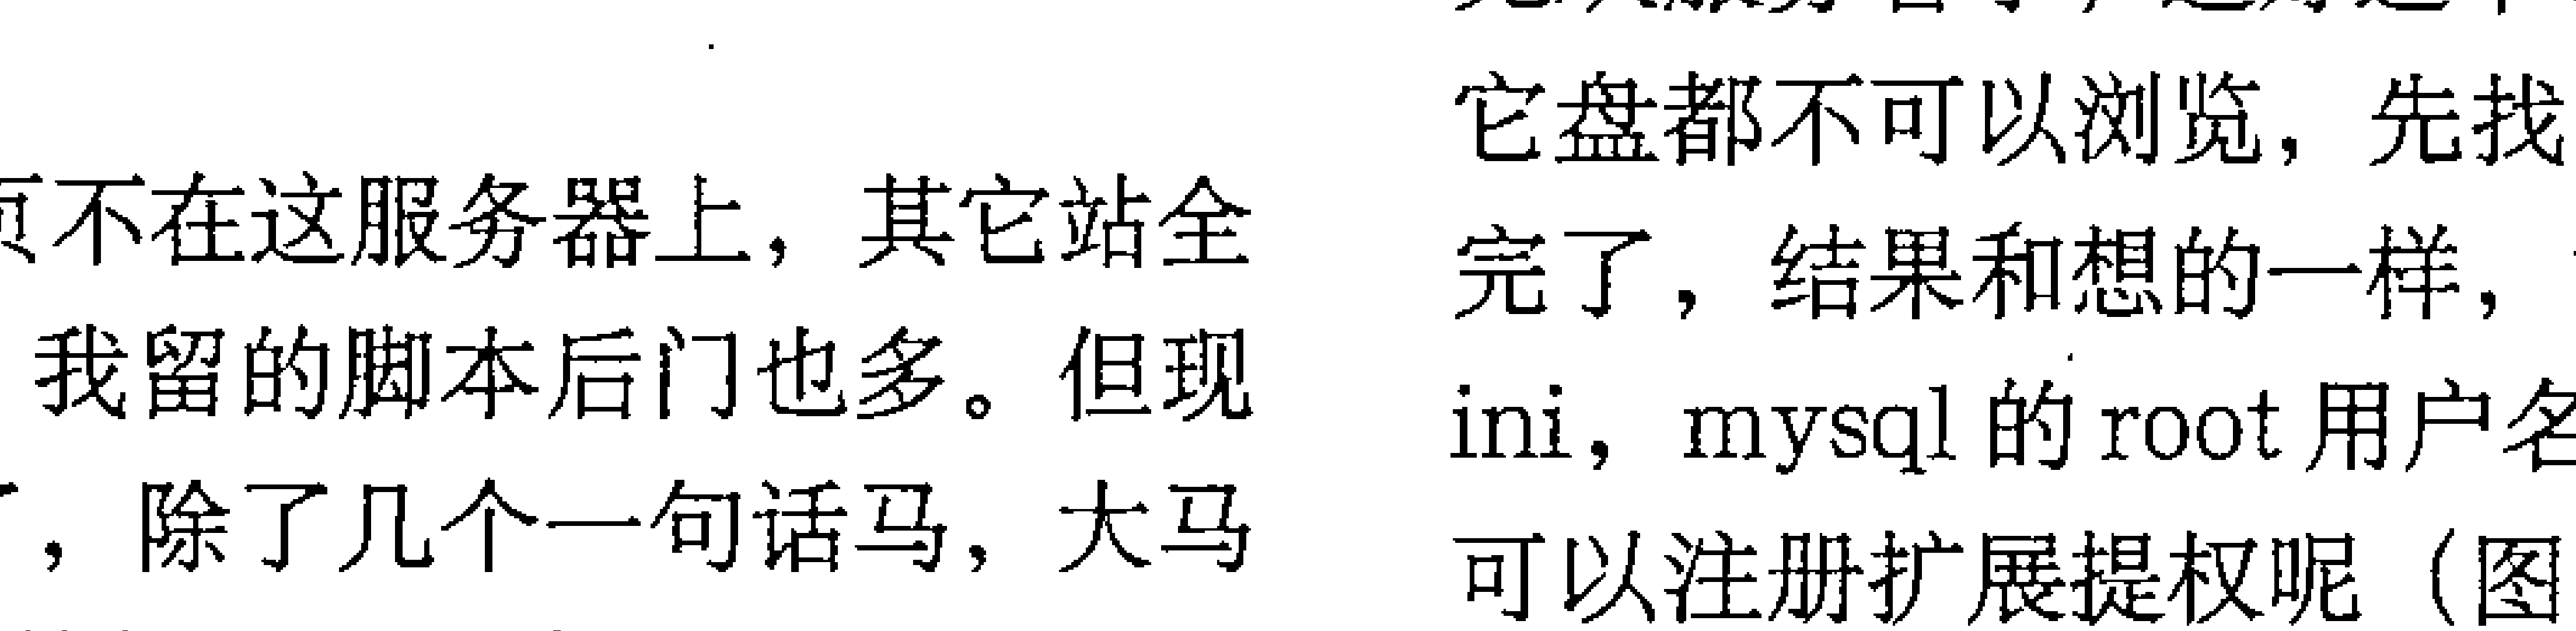 不在这服务器上，其它站全
我留的脚本后门也多。但现
，除了几个一句话马，大马
它盘都不可以浏览，先找
完了，结果和想的一样，
ini，mysql的root用户名
可以注册扩展提权呢（图